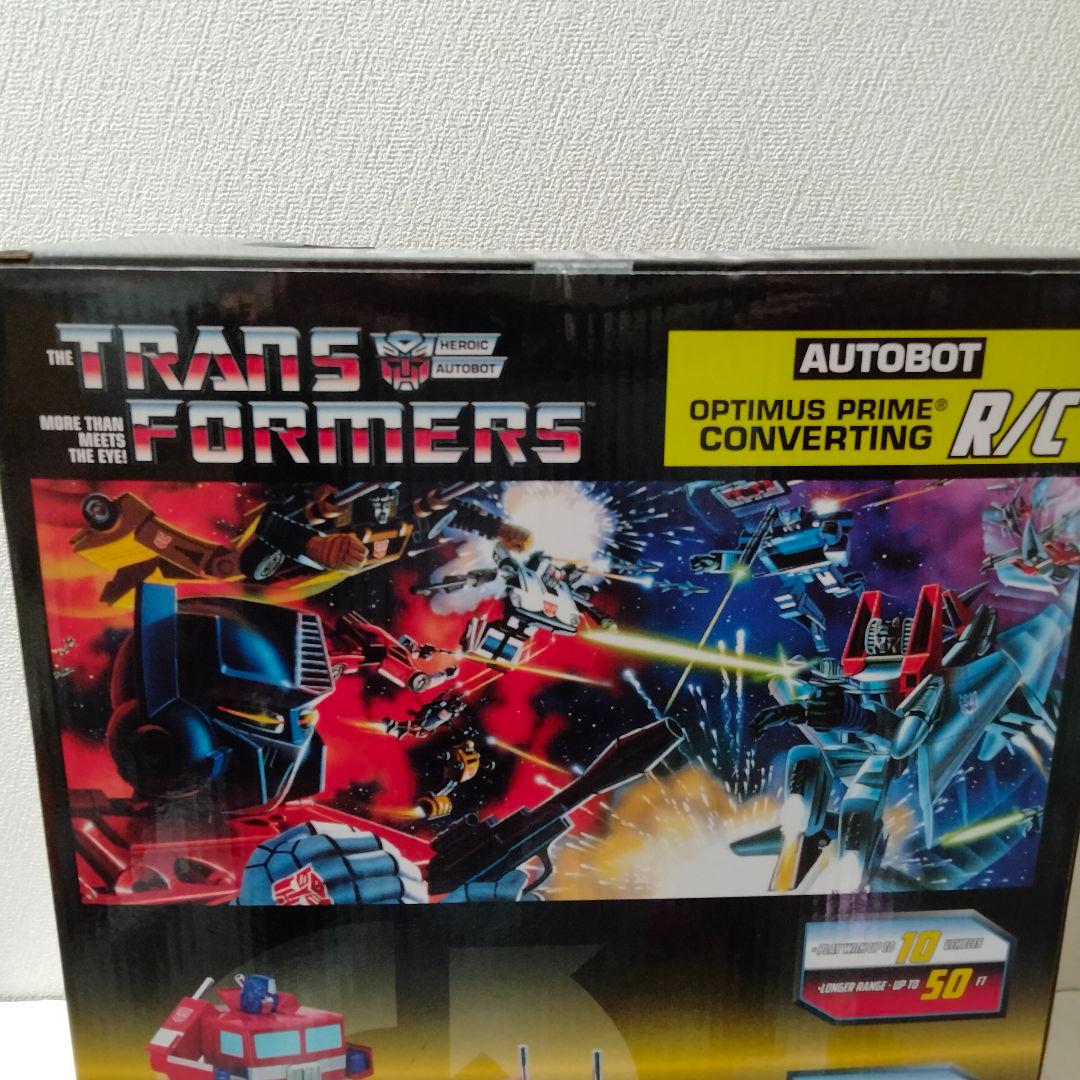 THE TRANS
HEROIC
AUTOBOT
MORE THAN
MEETS
THE EYE!
FORMERS™
AUTOBOT
OPTIMUS PRIME®
CONVERTING
R/C
•PLAY WITH UP TO 10 VEHICLES
•LONGER RANGE - UP TO 50 FT